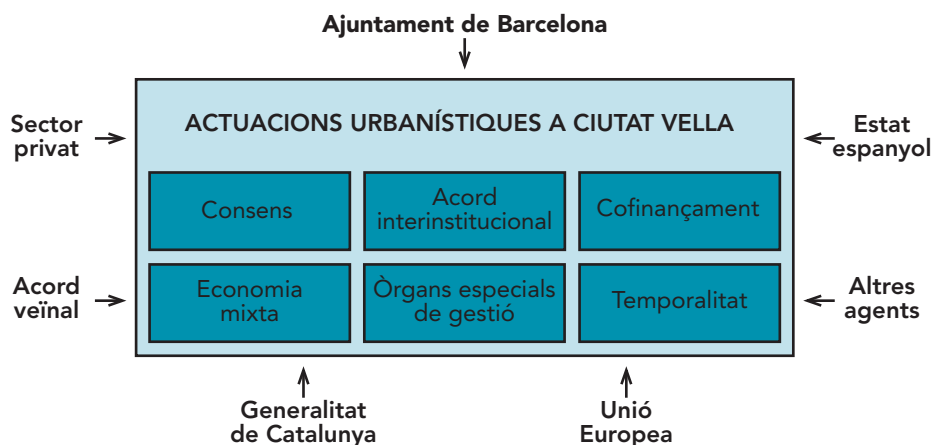 Ajuntament de Barcelona
Sector
privat
ACTUACIONS URBANÍSTIQUES A CIUTAT VELLA
Estat
espanyol
Consens
Acord
interinstitucional
Cofinançament
Acord
veïnal
Economia
mixta
Òrgans especials
de gestió
Temporalitat
Altres
agents
Generalitat
de Catalunya
Unió
Europea